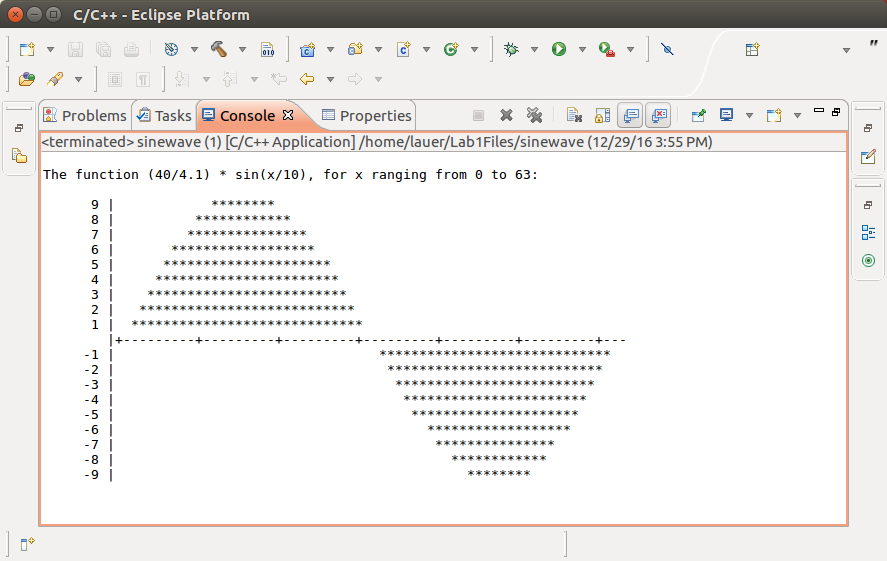 C/C++ - Eclipse Platform
Problems Tasks Console Properties
<terminated> sinewave (1) [C/C++ Application] /home/lauer/Lab1Files/sinewave (12/29/16 3:55 PM)
The function (40/4.1) * sin(x/10), for x ranging from 0 to 63:
      9 |            ********
      8 |          ************
      7 |         ***************
      6 |       ******************
      5 |      *********************
      4 |     ***********************
      3 |    *************************
      2 |   ***************************
      1 |  *****************************
        |+---------+---------+---------+---------+---------+---------+---
     -1 |                                 *****************************
     -2 |                                  ***************************
     -3 |                                   *************************
     -4 |                                    ***********************
     -5 |                                     *********************
     -6 |                                       ******************
     -7 |                                        ***************
     -8 |                                          ************
     -9 |                                            ********